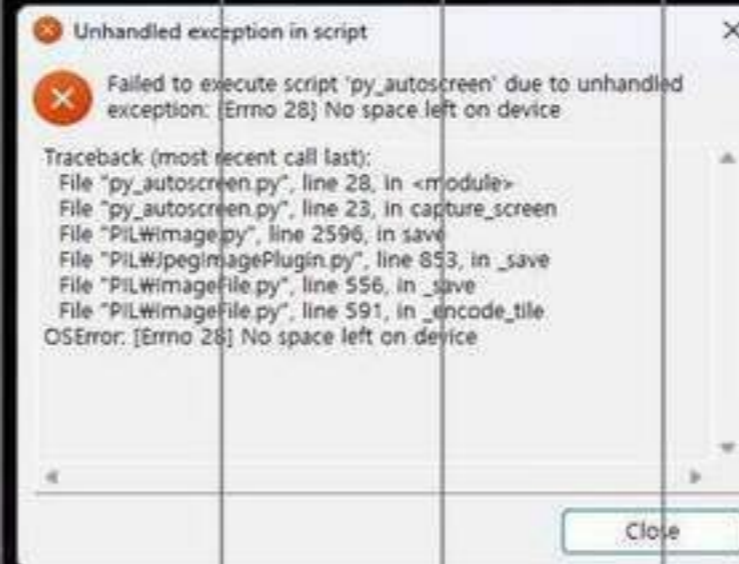 Unhandled exception in script
Failed to execute script 'py_autoscreen' due to unhandled
exception: [Errno 28] No space left on device
Traceback (most recent call last):
File "py_autoscreen.py", line 28, in <module>
File "py_autoscreen.py", line 23, in capture_screen
File "PIL₩Image.py", line 2596, in save
File "PIL₩JpegImagePlugin.py", line 853, in _save
File "PIL₩ImageFile.py", line 556, in _save
File "PIL₩ImageFile.py", line 591, in _encode_tile
OSError: [Errno 28] No space left on device
Close